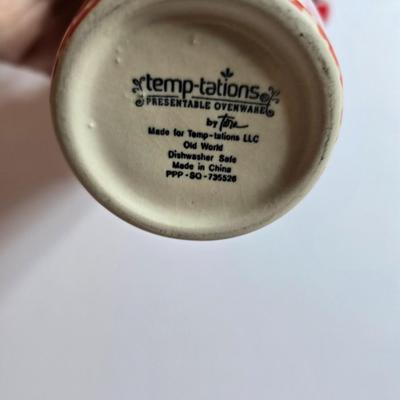 temp-tations
PRESENTABLE OVENWARE
by Tara
Made for Temp-tations LLC
Old World
Dishwasher Safe
Made in China
PPP-SO-735526